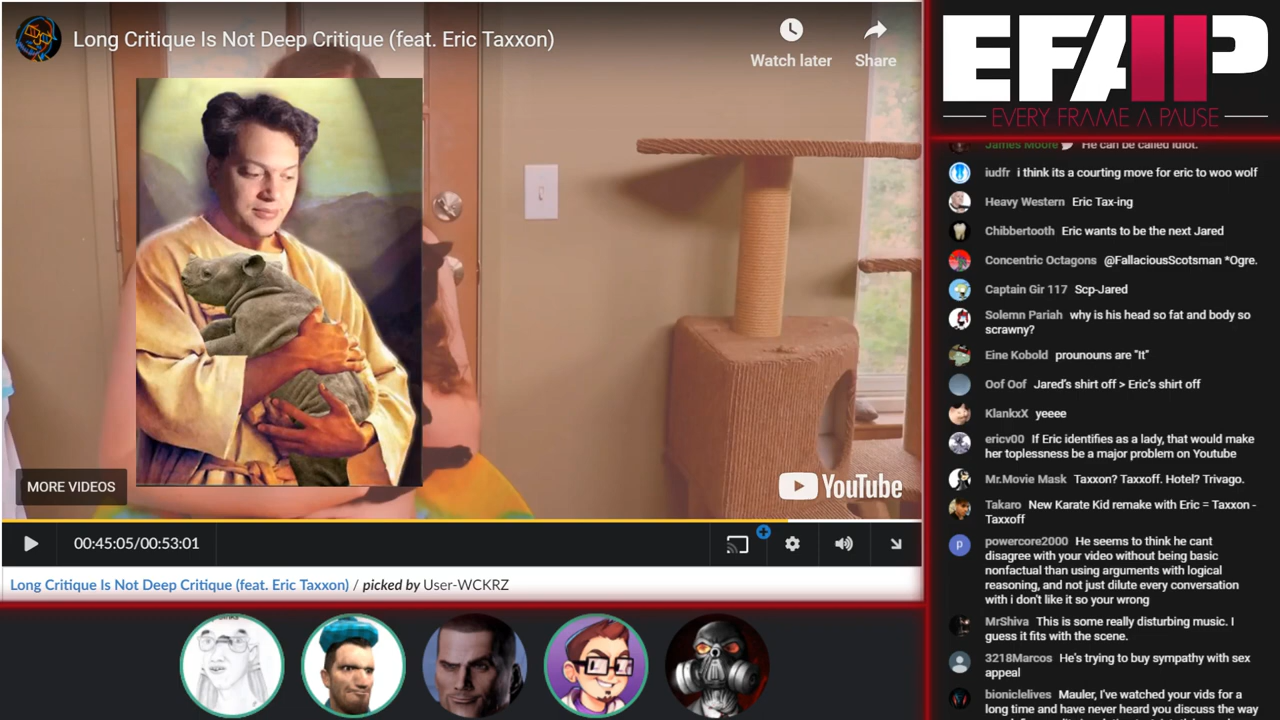 Long Critique Is Not Deep Critique (feat. Eric Taxxon)
Watch later
Share
MORE VIDEOS
YouTube
00:45:05/00:53:01
Long Critique Is Not Deep Critique (feat. Eric Taxxon) / picked by User-WCKRZ
EFAP
EVERY FRAME A PAUSE
James Moore He can be called idiot.
iudfr i think its a courting move for eric to woo wolf
Heavy Western Eric Tax-ing
Chibbertooth Eric wants to be the next Jared
Concentric Octagons @FallaciousScotsman *Ogre.
Captain Gir 117 Scp-Jared
Solemn Pariah why is his head so fat and body so
scrawny?
Eine Kobold prounouns are "It"
Oof Oof Jared's shirt off > Eric's shirt off
KlankxX yeeee
ericv00 If Eric identifies as a lady, that would make
her toplessness be a major problem on Youtube
Mr.Movie Mask Taxxon? Taxxoff. Hotel? Trivago.
Takaro New Karate Kid remake with Eric = Taxxon -
Taxxoff
p
powercore2000 He seems to think he cant
disagree with your video without being basic
nonfactual than using arguments with logical
reasoning, and not just dilute every conversation
with i don't like it so your wrong
MrShiva This is some really disturbing music. I
guess it fits with the scene.
3218Marcos He's trying to buy sympathy with sex
appeal
bioniclelives Mauler, I've watched your vids for a
long time and have never heard you discuss the way